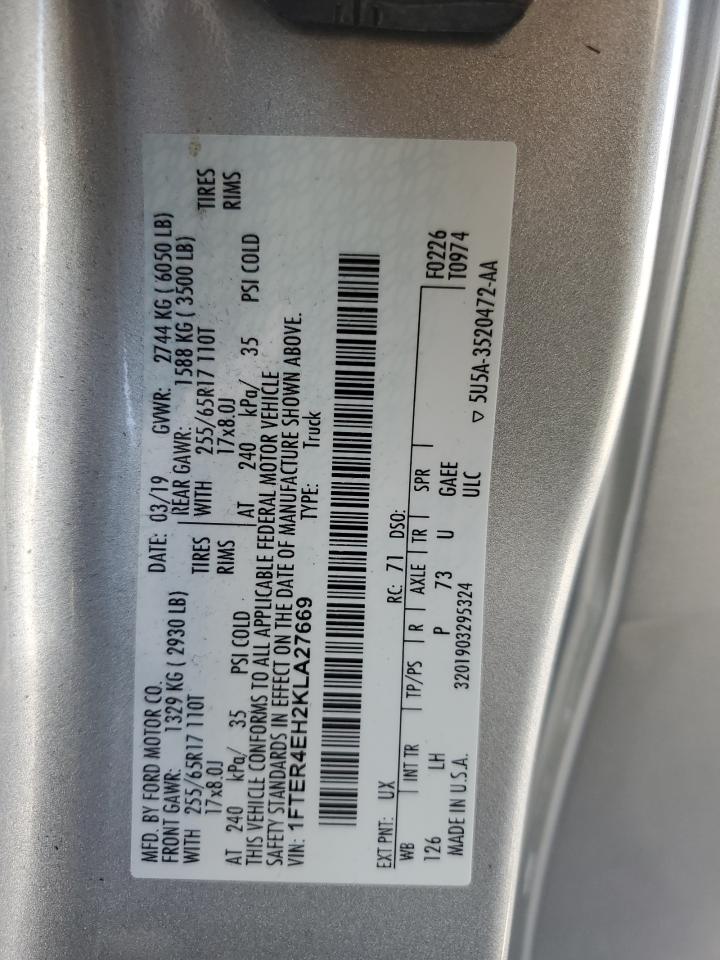 MFD. BY FORD MOTOR CO.
DATE: 03/19 GVWR: 2744 KG ( 6050 LB)
FRONT GAWR: 1329 KG ( 2930 LB) REAR GAWR: 1588 KG ( 3500 LB)
WITH 255/65R17 110T TIRES WITH 255/65R17 110T TIRES
17x8.0J RIMS 17x8.0J RIMS
AT 240 kPa/ 35 PSI COLD AT 240 kPa/ 35 PSI COLD
THIS VEHICLE CONFORMS TO ALL APPLICABLE FEDERAL MOTOR VEHICLE
SAFETY STANDARDS IN EFFECT ON THE DATE OF MANUFACTURE SHOWN ABOVE.
VIN: 1FTER4EH2KLA27669 TYPE: Truck
EXT PNT: UX RC: 71 DSO: F0226
WB INT TR TP/PS R AXLE TR SPR T0974
126 LH P 73 U GAEE
MADE IN U.S.A. 3201903295324 ULC ▽ 5U5A-3520472-AA